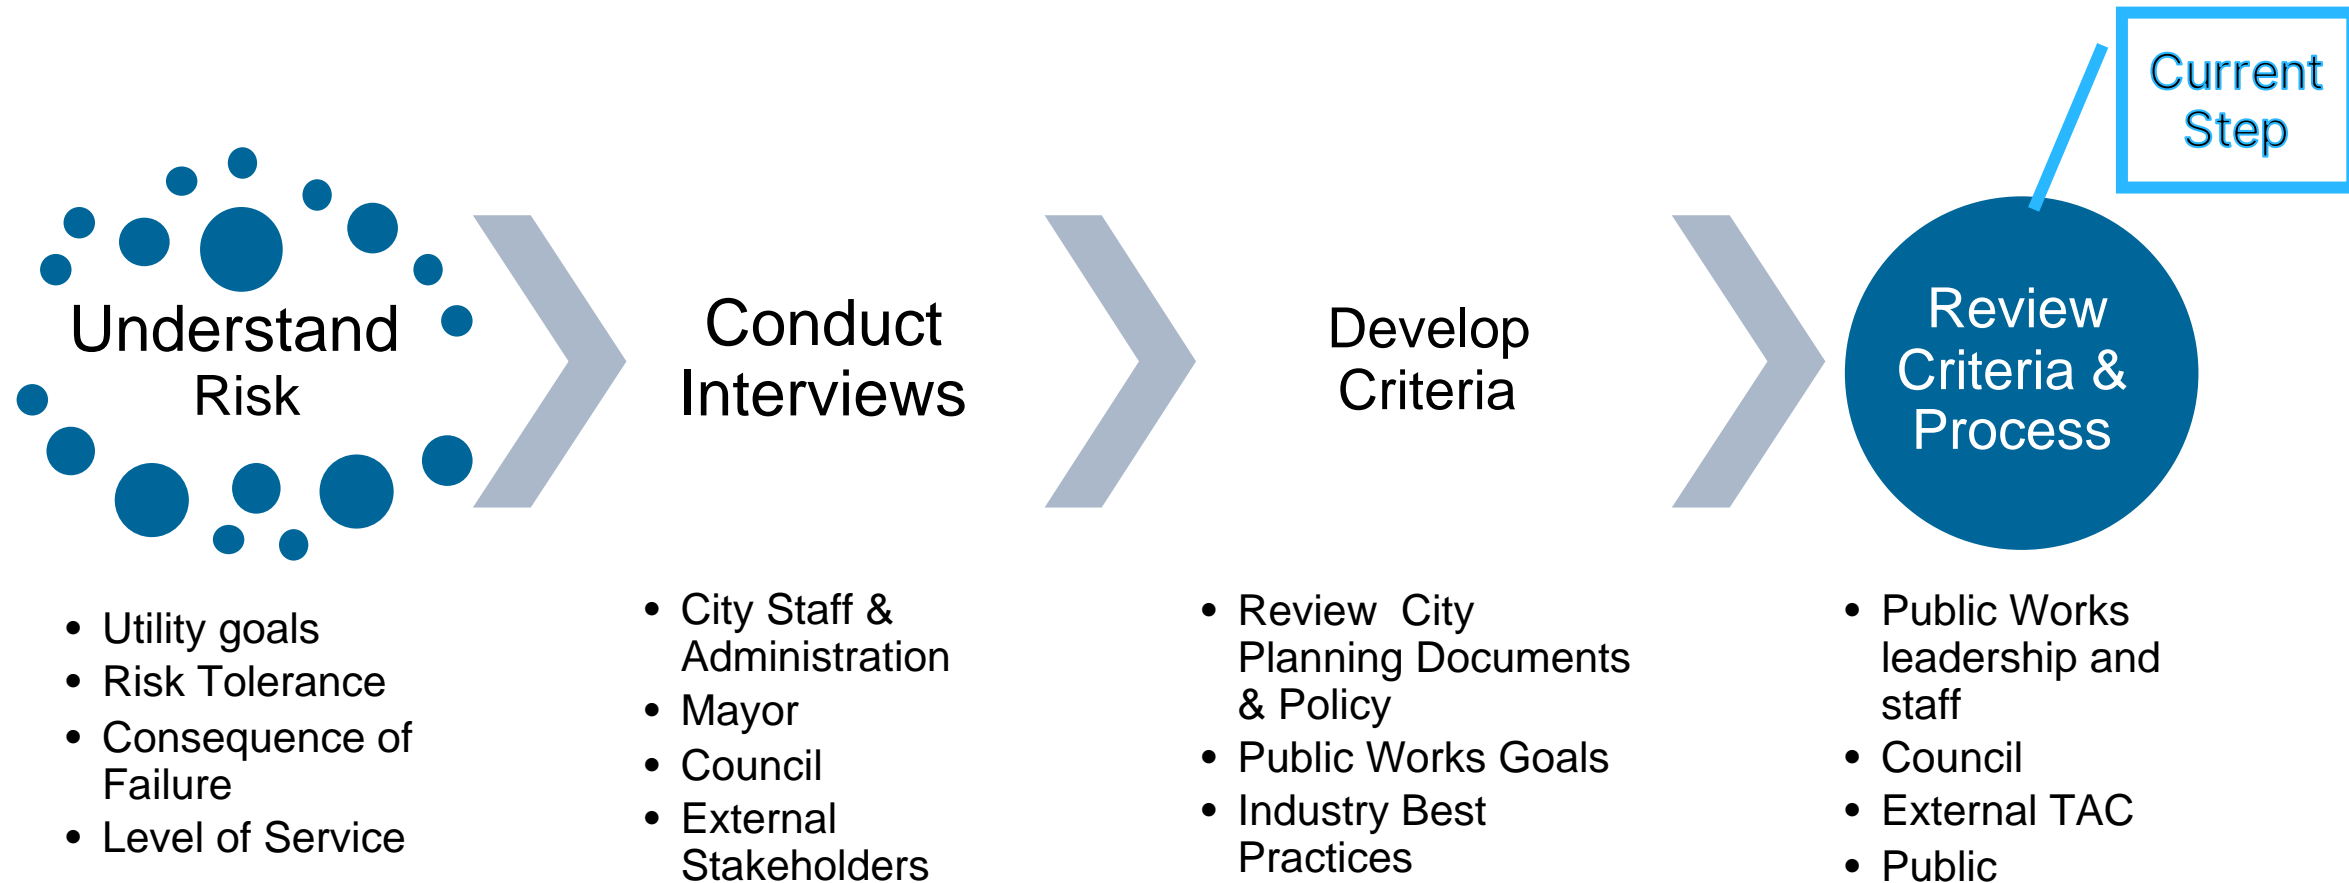 Current
Step
Understand
Risk
Conduct
Interviews
Develop
Criteria
Review
Criteria &
Process
• Utility goals
• Risk Tolerance
• Consequence of
Failure
• Level of Service
• City Staff &
Administration
• Mayor
• Council
• External
Stakeholders
• Review  City
Planning Documents
& Policy
• Public Works Goals
• Industry Best
Practices
• Public Works
leadership and
staff
• Council
• External TAC
• Public